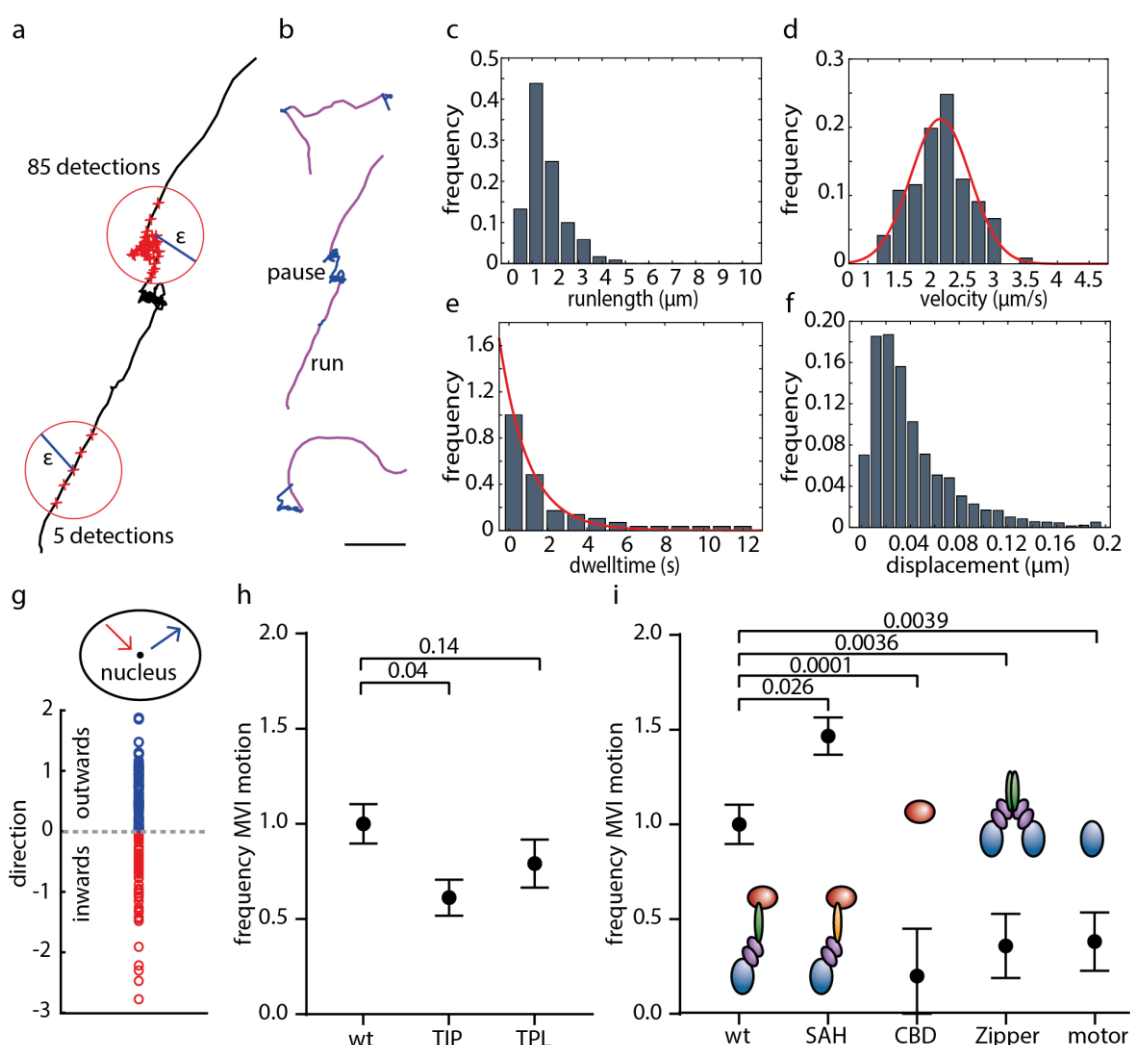 a
85 detections
ε
ε
5 detections
b
pause
run
c
frequency
0.5
0.4
0.3
0.2
0.1
0
0 1 2 3 4 5 6 7 8 9 10
runlength (μm)
d
frequency
0.3
0.2
0.1
0
0 1 1.5 2 2.5 3 3.5 4 4.5
velocity (μm/s)
e
frequency
1.6
1.2
0.8
0.4
0
0 2 4 6 8 10 12
dwelltime (s)
f
frequency
0.20
0.16
0.12
0.08
0.04
0
0 0.04 0.08 0.12 0.16 0.2
displacement (μm)
g
nucleus
direction
inwards outwards
2
1
0
-1
-2
-3
h
frequency MVI motion
2.0
1.5
1.0
0.5
0.0
0.14
0.04
wt TIP TPL
i
frequency MVI motion
2.0
1.5
1.0
0.5
0.0
0.0039
0.0036
0.0001
0.026
wt SAH CBD Zipper motor